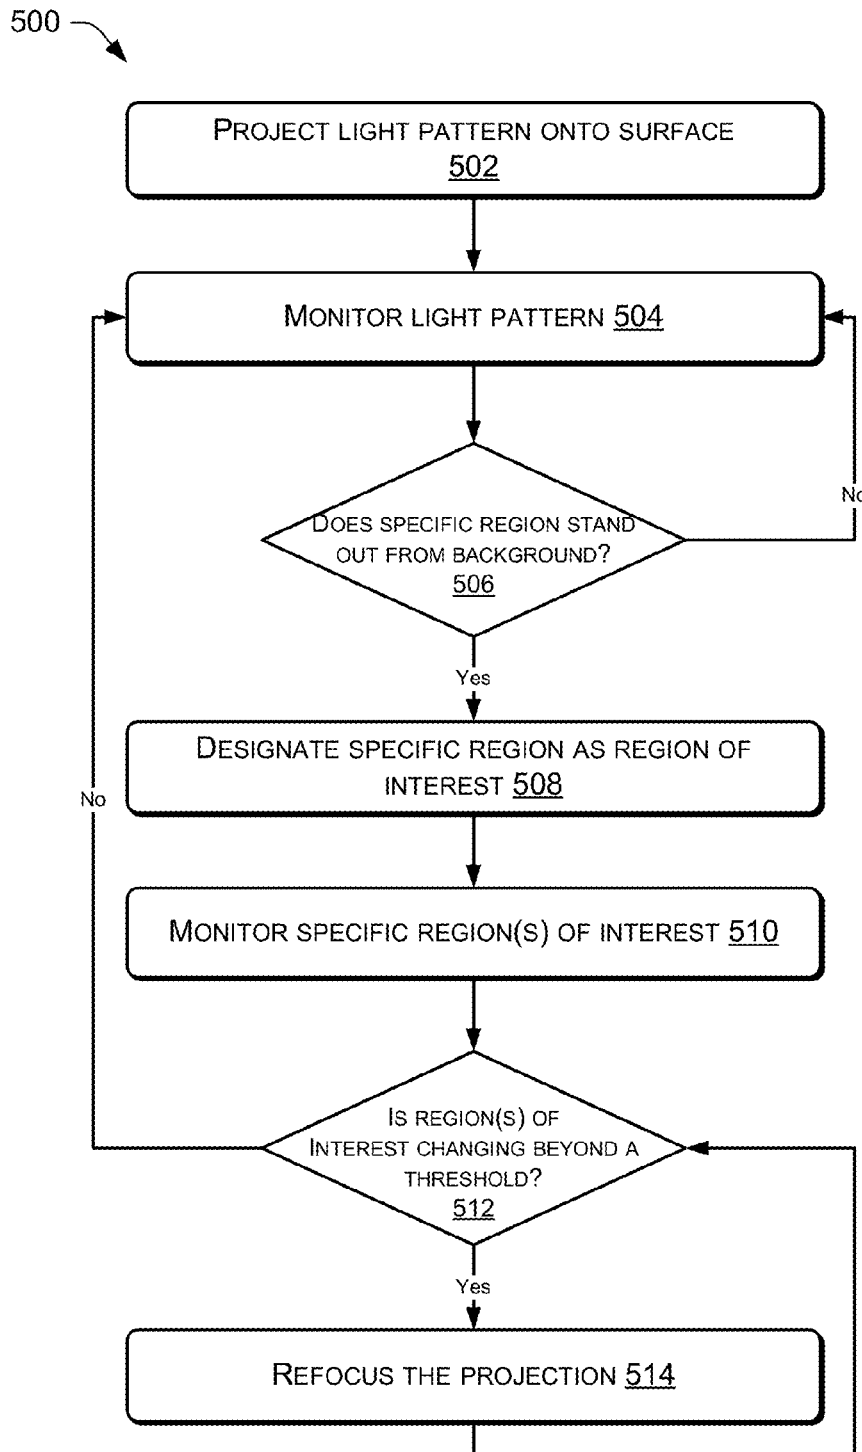 500
PROJECT LIGHT PATTERN ONTO SURFACE
502
MONITOR LIGHT PATTERN 504
No
DOES SPECIFIC REGION STAND
OUT FROM BACKGROUND?
506
Yes
DESIGNATE SPECIFIC REGION AS REGION OF
INTEREST 508
No
MONITOR SPECIFIC REGION(S) OF INTEREST 510
IS REGION(S) OF
INTEREST CHANGING BEYOND A
THRESHOLD?
512
Yes
REFOCUS THE PROJECTION 514